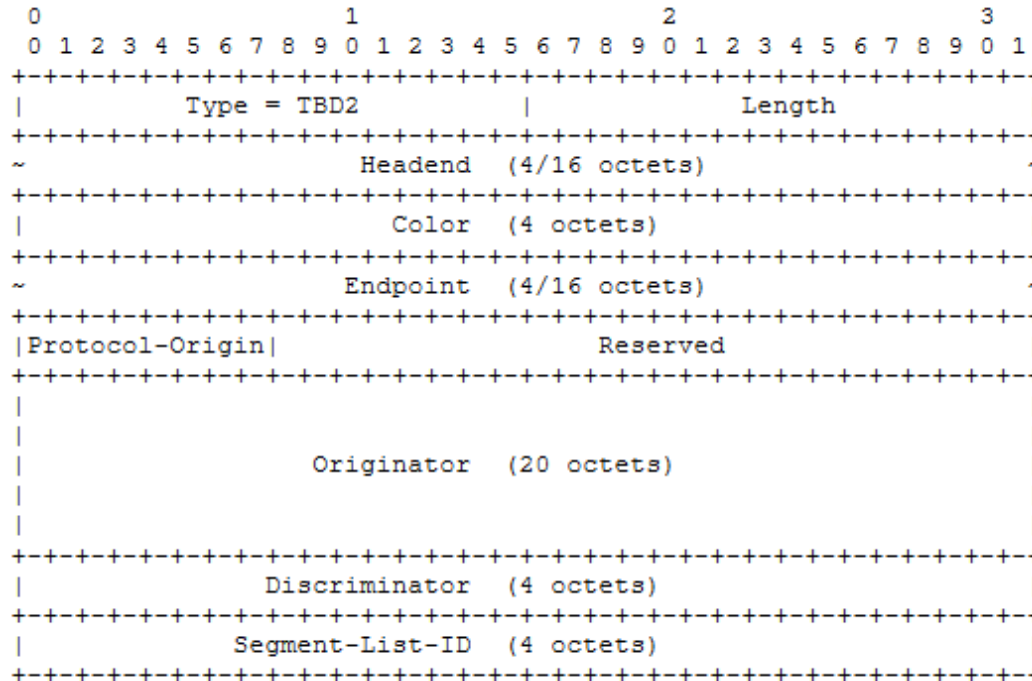 0                   1                   2                   3
 0 1 2 3 4 5 6 7 8 9 0 1 2 3 4 5 6 7 8 9 0 1 2 3 4 5 6 7 8 9 0 1
+-+-+-+-+-+-+-+-+-+-+-+-+-+-+-+-+-+-+-+-+-+-+-+-+-+-+-+-+-+-+-+-
|          Type = TBD2          |             Length
+-+-+-+-+-+-+-+-+-+-+-+-+-+-+-+-+-+-+-+-+-+-+-+-+-+-+-+-+-+-+-+-
~                     Headend  (4/16 octets)                    ~
+-+-+-+-+-+-+-+-+-+-+-+-+-+-+-+-+-+-+-+-+-+-+-+-+-+-+-+-+-+-+-+-
|                       Color  (4 octets)
+-+-+-+-+-+-+-+-+-+-+-+-+-+-+-+-+-+-+-+-+-+-+-+-+-+-+-+-+-+-+-+-
~                    Endpoint  (4/16 octets)                    ~
+-+-+-+-+-+-+-+-+-+-+-+-+-+-+-+-+-+-+-+-+-+-+-+-+-+-+-+-+-+-+-+-
|Protocol-Origin|                    Reserved
+-+-+-+-+-+-+-+-+-+-+-+-+-+-+-+-+-+-+-+-+-+-+-+-+-+-+-+-+-+-+-+-
|
|
|                  Originator  (20 octets)
|
|
+-+-+-+-+-+-+-+-+-+-+-+-+-+-+-+-+-+-+-+-+-+-+-+-+-+-+-+-+-+-+-+-
|               Discriminator  (4 octets)
+-+-+-+-+-+-+-+-+-+-+-+-+-+-+-+-+-+-+-+-+-+-+-+-+-+-+-+-+-+-+-+-
|             Segment-List-ID  (4 octets)
+-+-+-+-+-+-+-+-+-+-+-+-+-+-+-+-+-+-+-+-+-+-+-+-+-+-+-+-+-+-+-+-